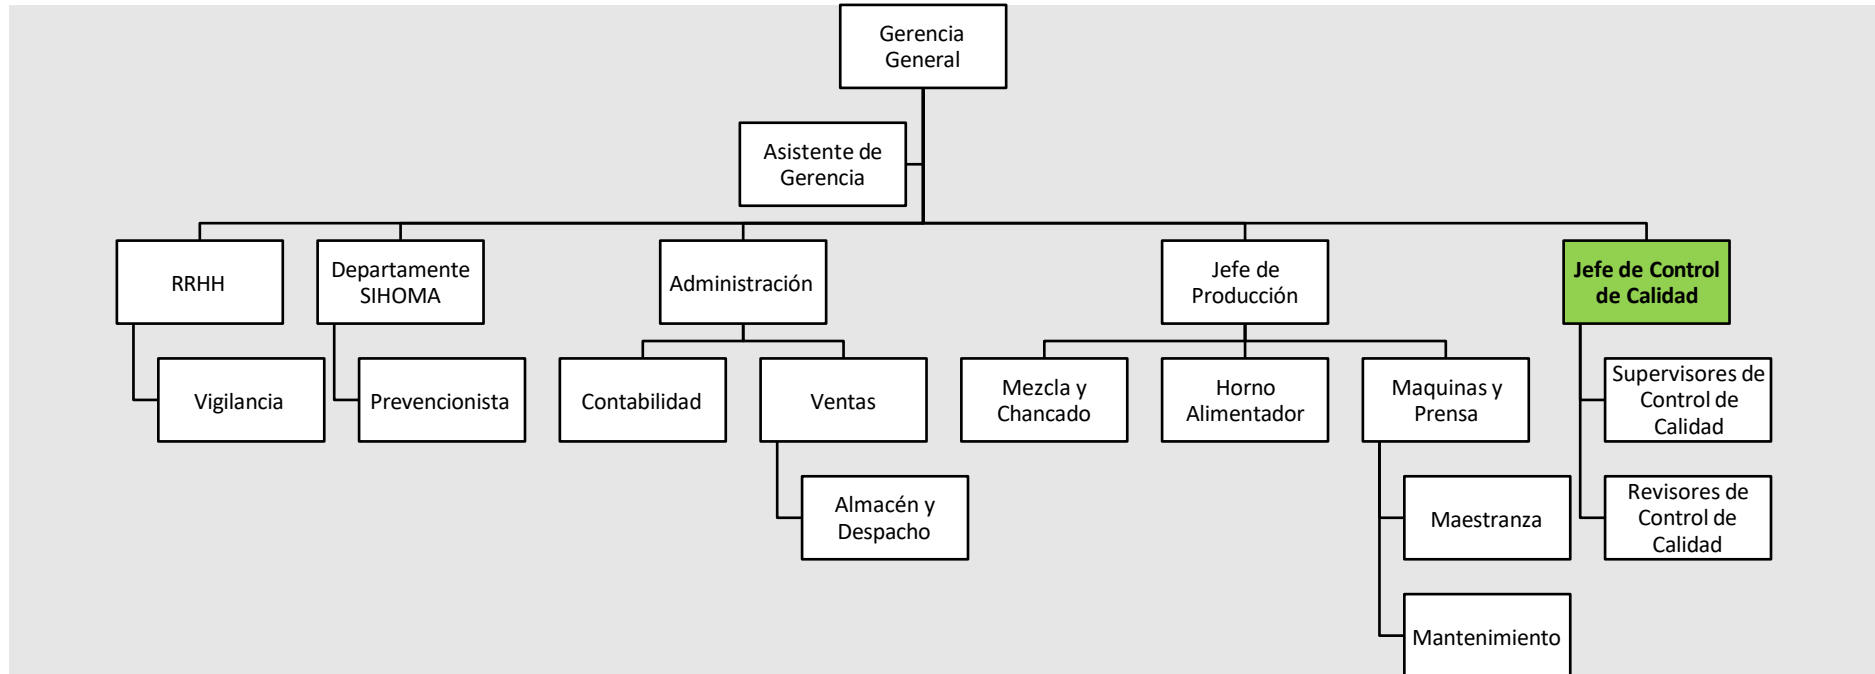 Gerencia
General
Asistente de
Gerencia
RRHH
Departamente
SIHOMA
Administración
Jefe de
Producción
Jefe de Control
de Calidad
Vigilancia
Prevencionista
Contabilidad
Ventas
Mezcla y
Chancado
Horno
Alimentador
Maquinas y
Prensa
Supervisores de
Control de
Calidad
Almacén y
Despacho
Maestranza
Revisores de
Control de
Calidad
Mantenimiento